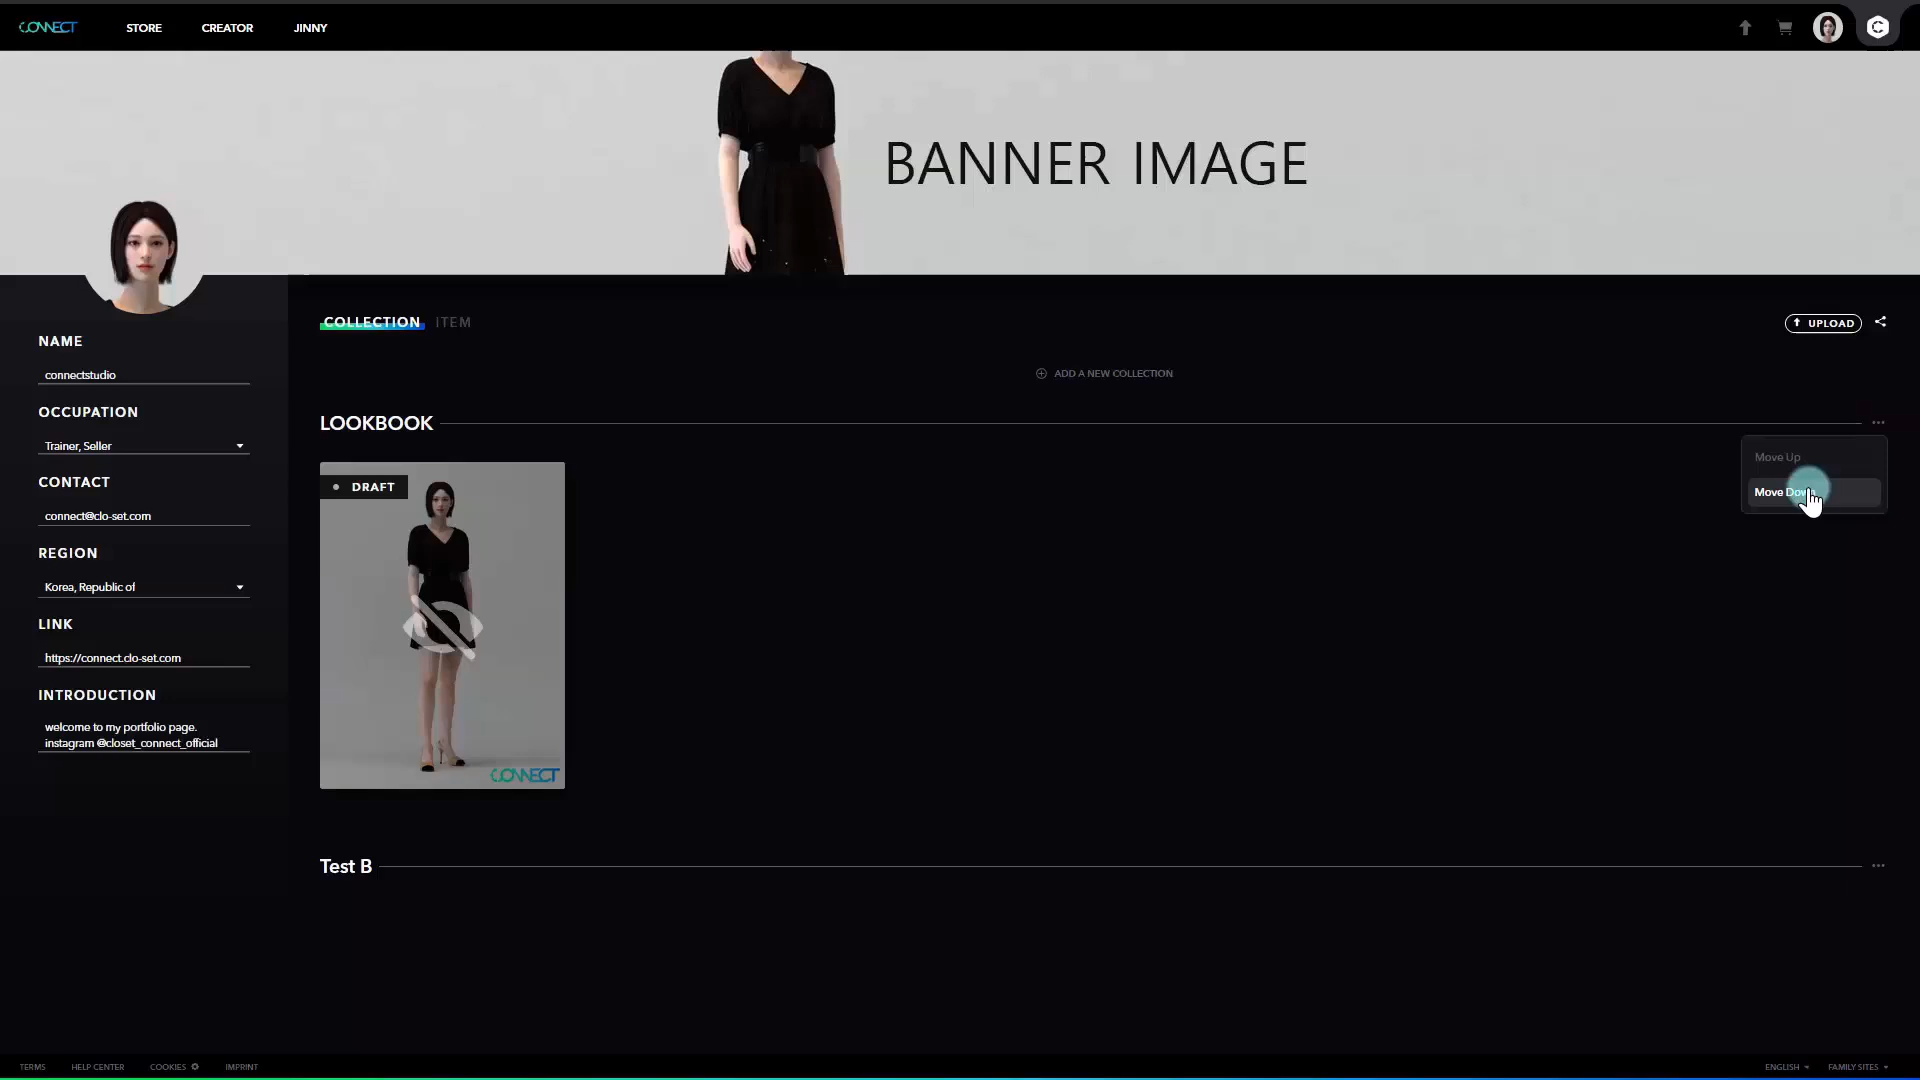 CONNECT
STORE
CREATOR
JINNY
BANNER IMAGE
NAME
connectstudio
OCCUPATION
Trainer, Seller
CONTACT
connect@clo-set.com
REGION
Korea, Republic of
LINK
https://connect.clo-set.com
INTRODUCTION
welcome to my portfolio page.
instagram @closet_connect_official
COLLECTION
ITEM
UPLOAD
ADD A NEW COLLECTION
LOOKBOOK
Move Up
Move Down
DRAFT
CONNECT
Test B
TERMS
HELP CENTER
COOKIES
IMPRINT
ENGLISH
FAMILY SITES